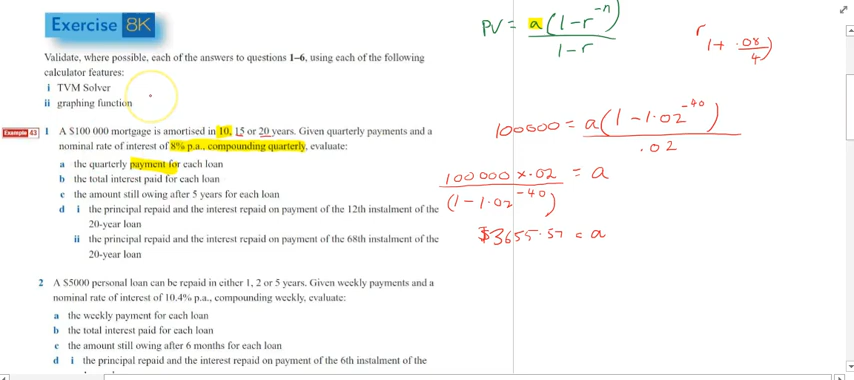 Exercise 8K
Validate, where possible, each of the answers to questions 1–6, using each of the following
calculator features:
i TVM Solver
ii graphing function
Example 43 1 A $100 000 mortgage is amortised in 10, 15 or 20 years. Given quarterly payments and a
nominal rate of interest of 8% p.a., compounding quarterly, evaluate:
a the quarterly payment for each loan
b the total interest paid for each loan
c the amount still owing after 5 years for each loan
d i the principal repaid and the interest repaid on payment of the 12th instalment of the
20-year loan
ii the principal repaid and the interest repaid on payment of the 68th instalment of the
20-year loan
2 A $5000 personal loan can be repaid in either 1, 2 or 5 years. Given weekly payments and a
nominal rate of interest of 10.4% p.a., compounding weekly, evaluate:
a the weekly payment for each loan
b the total interest paid for each loan
c the amount still owing after 6 months for each loan
d i the principal repaid and the interest repaid on payment of the 6th instalment of the
PV = a(1-r^-n)
1-r
r
1 + .08/4)
100000 = a(1-1.02^-40)
.02
100000 x .02 = a
(1-1.02^-40)
$3655.57 = a